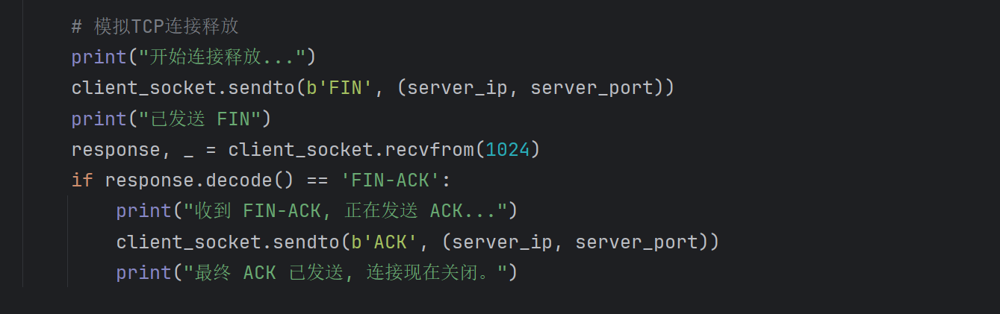 # 模拟TCP连接释放
print("开始连接释放...")
client_socket.sendto(b'FIN', (server_ip, server_port))
print("已发送 FIN")
response, _ = client_socket.recvfrom(1024)
if response.decode() == 'FIN-ACK':
    print("收到 FIN-ACK, 正在发送 ACK...")
    client_socket.sendto(b'ACK', (server_ip, server_port))
    print("最终 ACK 已发送, 连接现在关闭。")